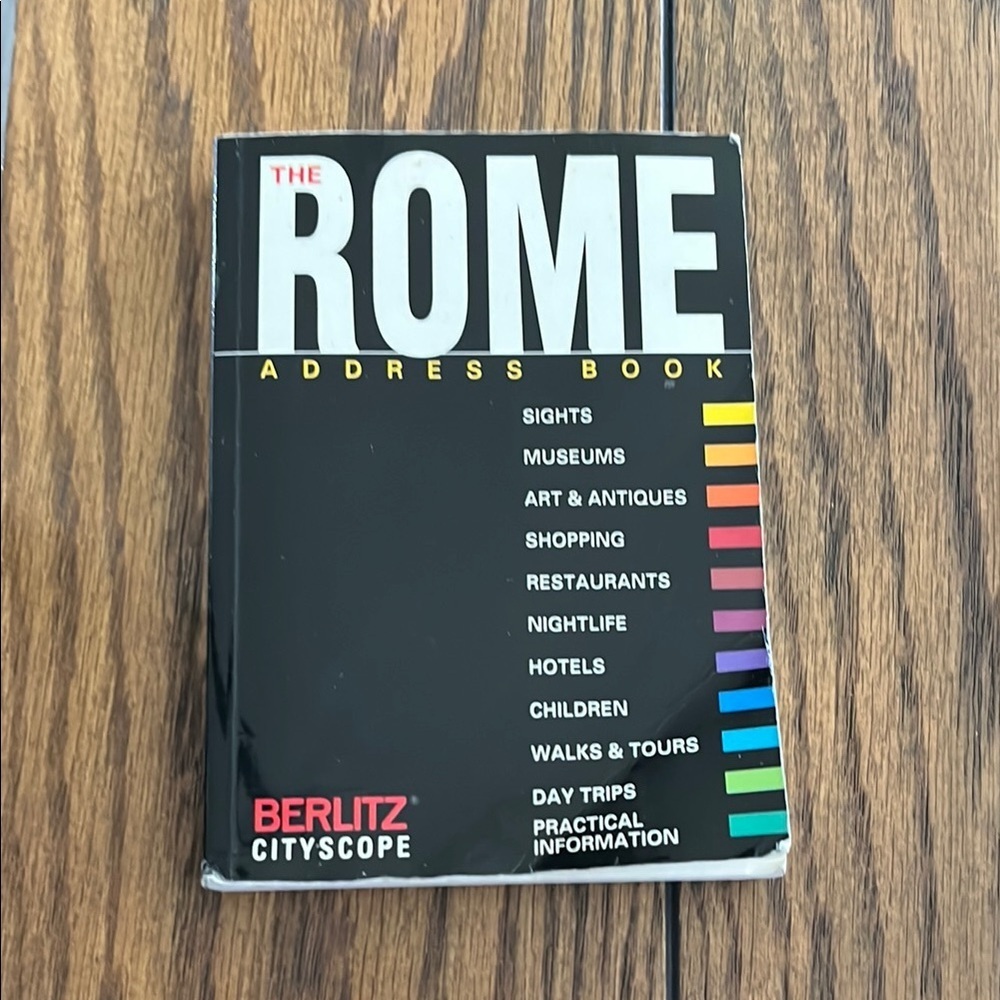 THE
ROME
ADDRESS BOOK
SIGHTS
MUSEUMS
ART & ANTIQUES
SHOPPING
RESTAURANTS
NIGHTLIFE
HOTELS
CHILDREN
WALKS & TOURS
DAY TRIPS
PRACTICAL
INFORMATION
BERLITZ®
CITYSCOPE